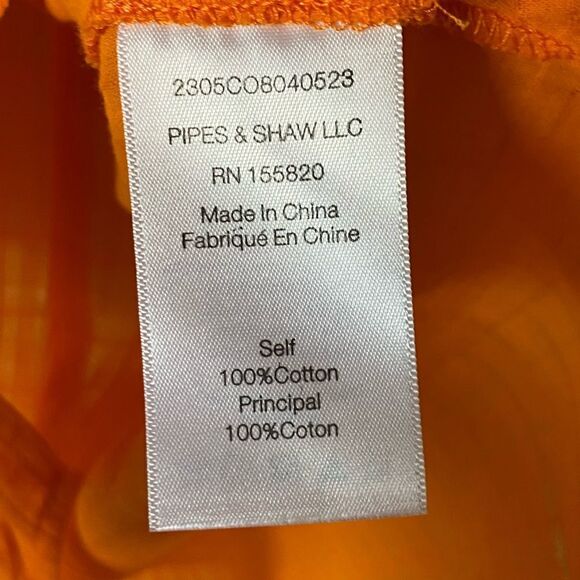 2305CO8040523
PIPES & SHAW LLC
RN 155820
Made In China
Fabriqué En Chine
Self
100%Cotton
Principal
100%Coton